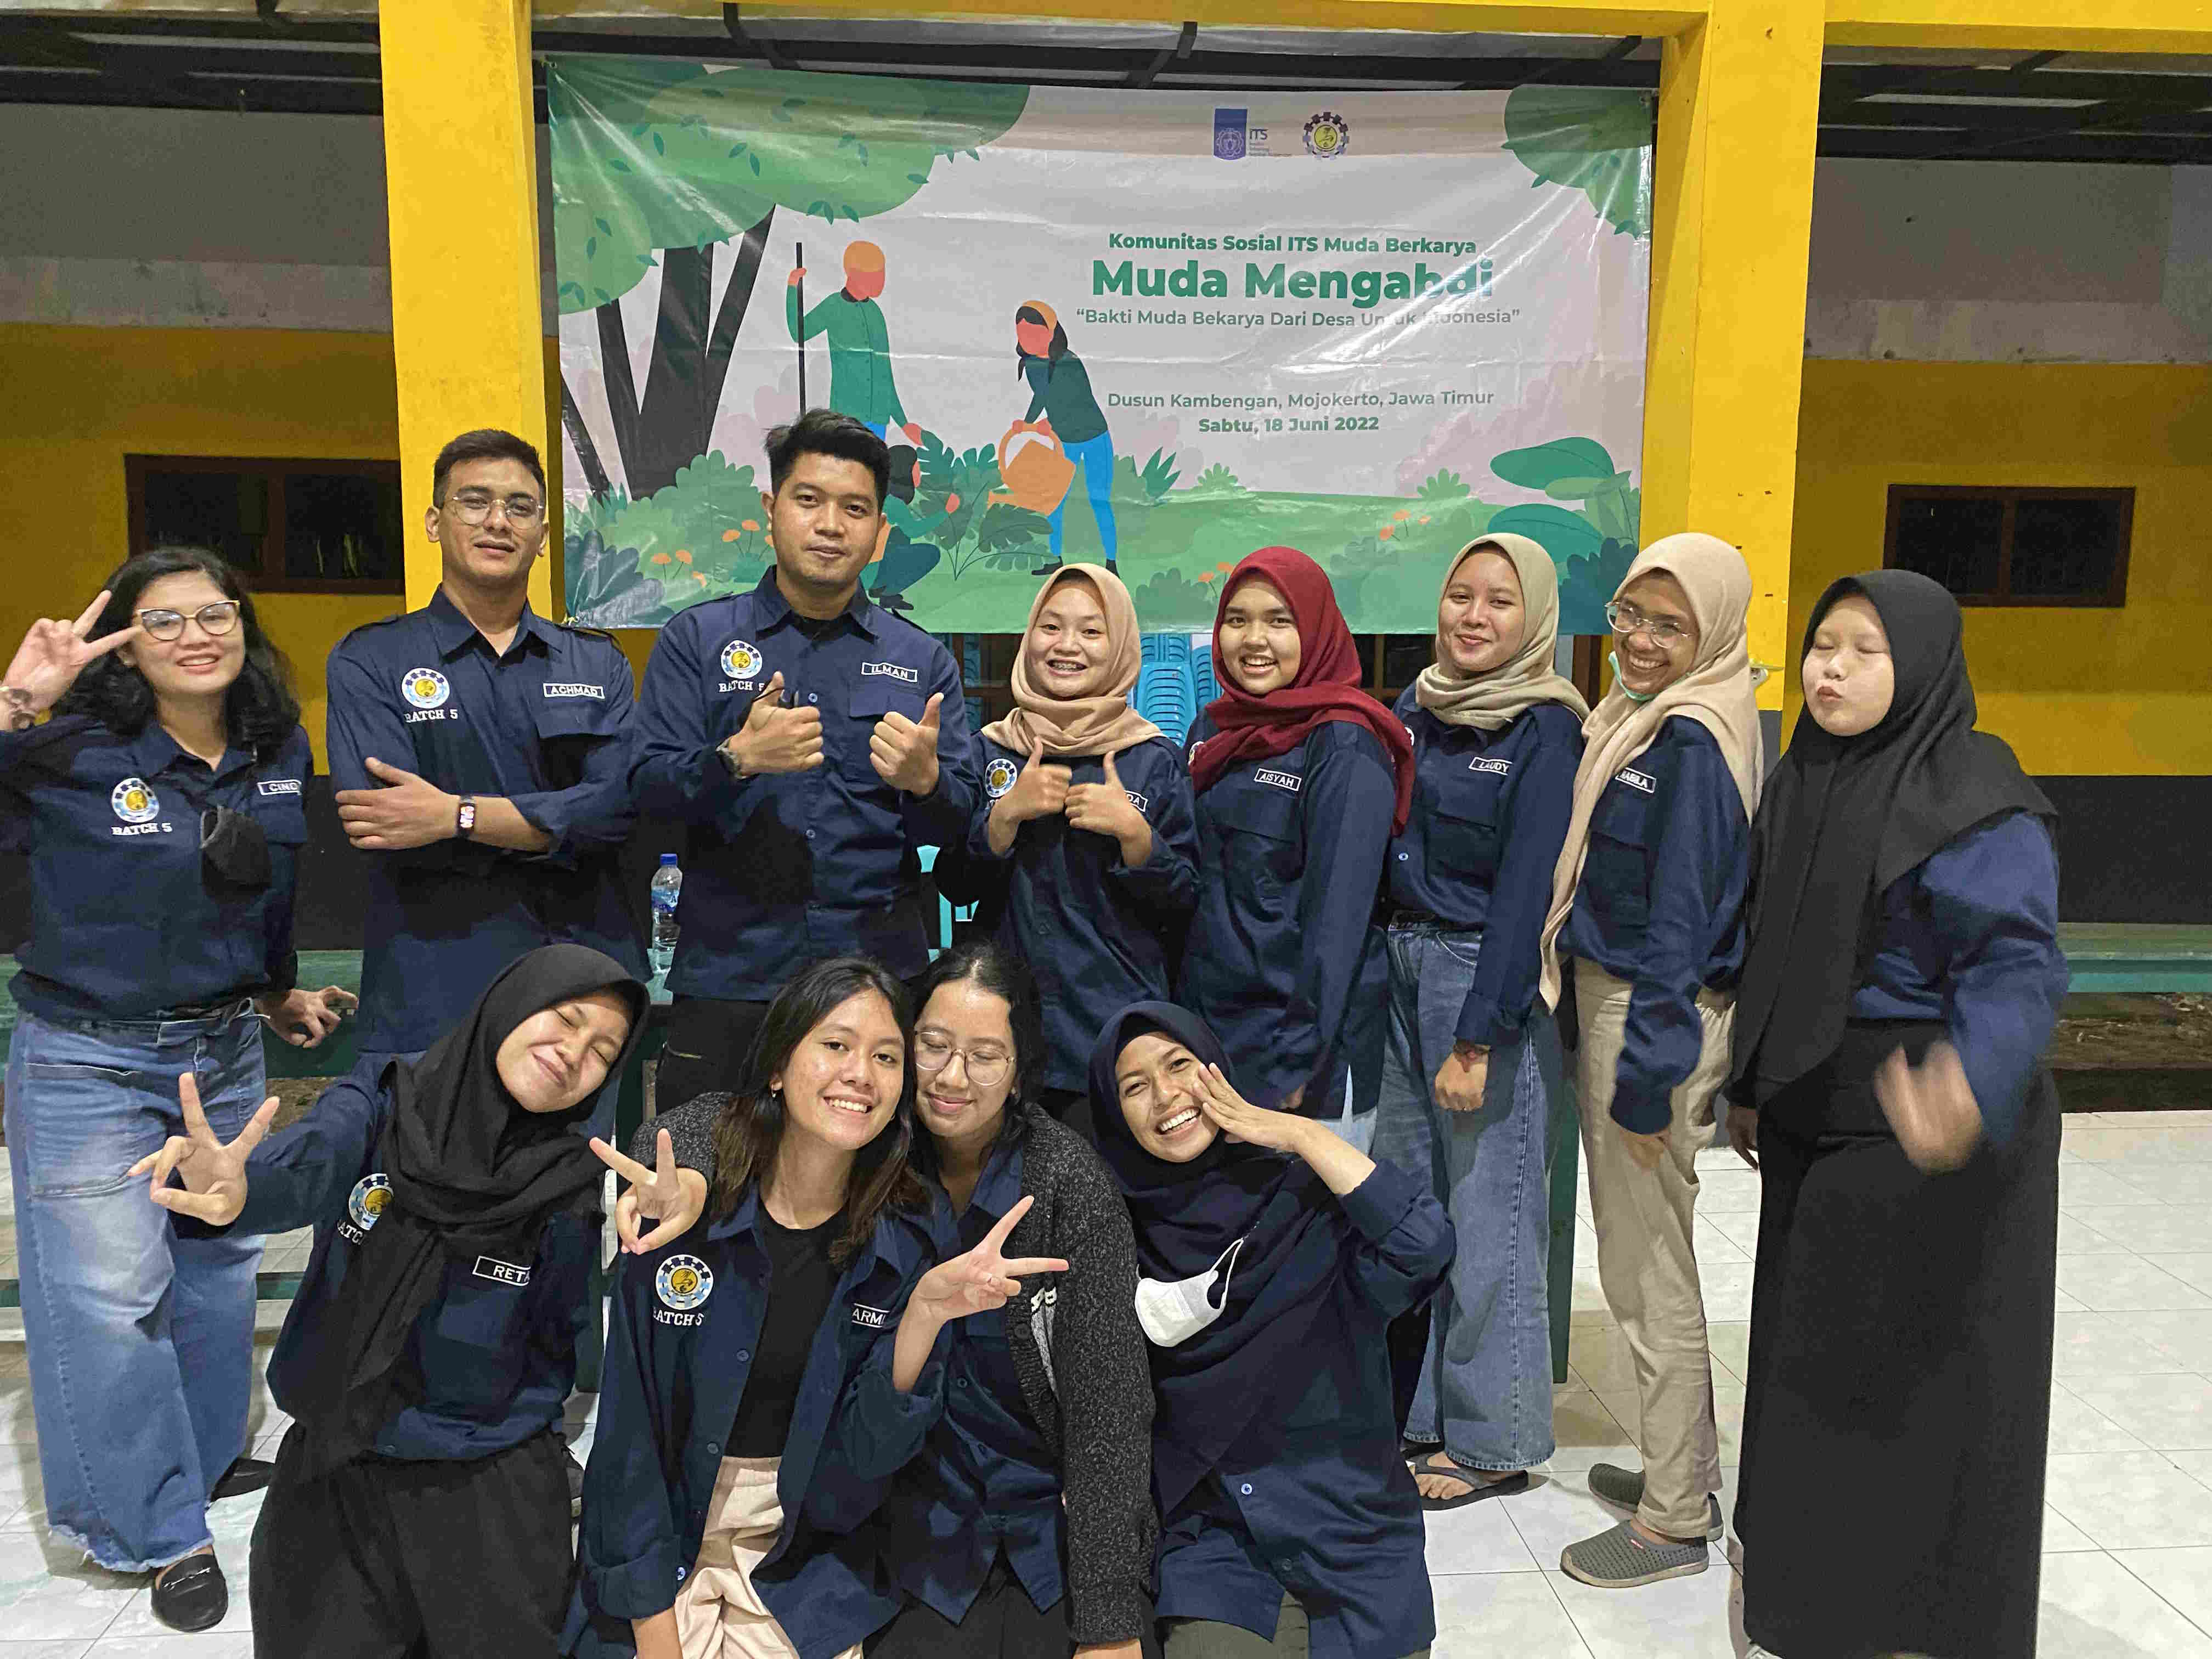 iTS
Komunitas Sosial ITS Muda Berkarya
Muda Mengabdi
“Bakti Muda Bekarya Dari Desa Untuk Indonesia”
Dusun Kambengan, Mojokerto, Jawa Timur
Sabtu, 18 Juni 2022
ACHMAD
BATCH 5
ILMAN
BATCH 5
AISYAH
LAUDY
NABILA
CIND
BATCH 5
RET
BATCH 5
ARM